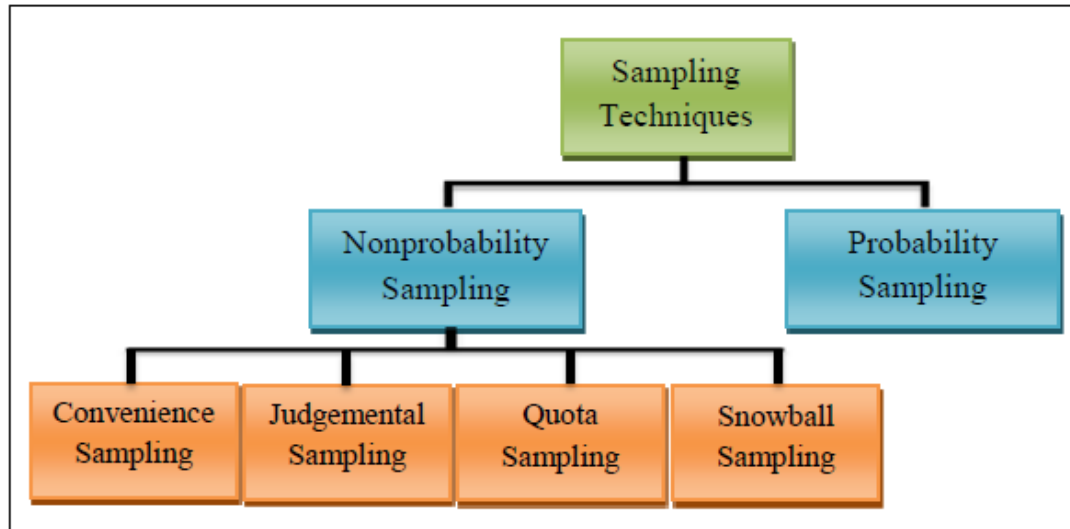 Sampling
Techniques
Nonprobability
Sampling
Probability
Sampling
Convenience
Sampling
Judgemental
Sampling
Quota
Sampling
Snowball
Sampling